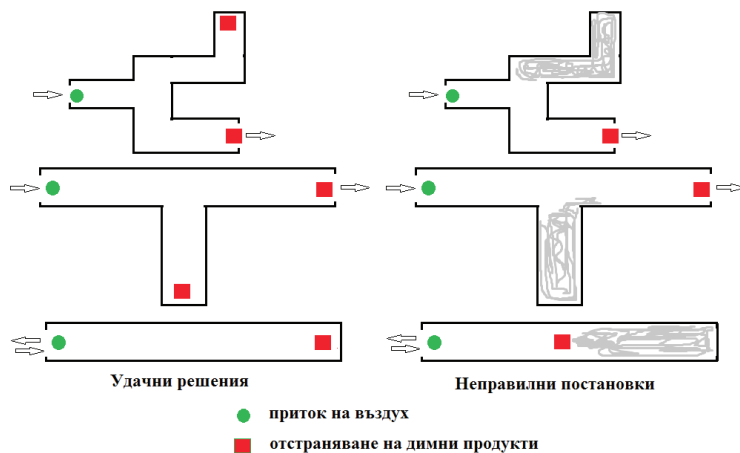 Удачни решения
Неправилни постановки
приток на въздух
отстраняване на димни продукти